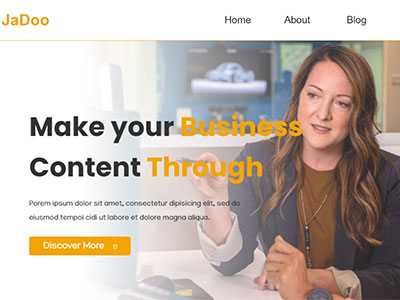 JaDoo
Home About Blog
Make your Business
Content Through
Porem ipsum dolor sit amet, consectetur dipisicing elit, sed do
eiusmod tempoi cidi ut labore et dolore magna aliqua.
Discover More